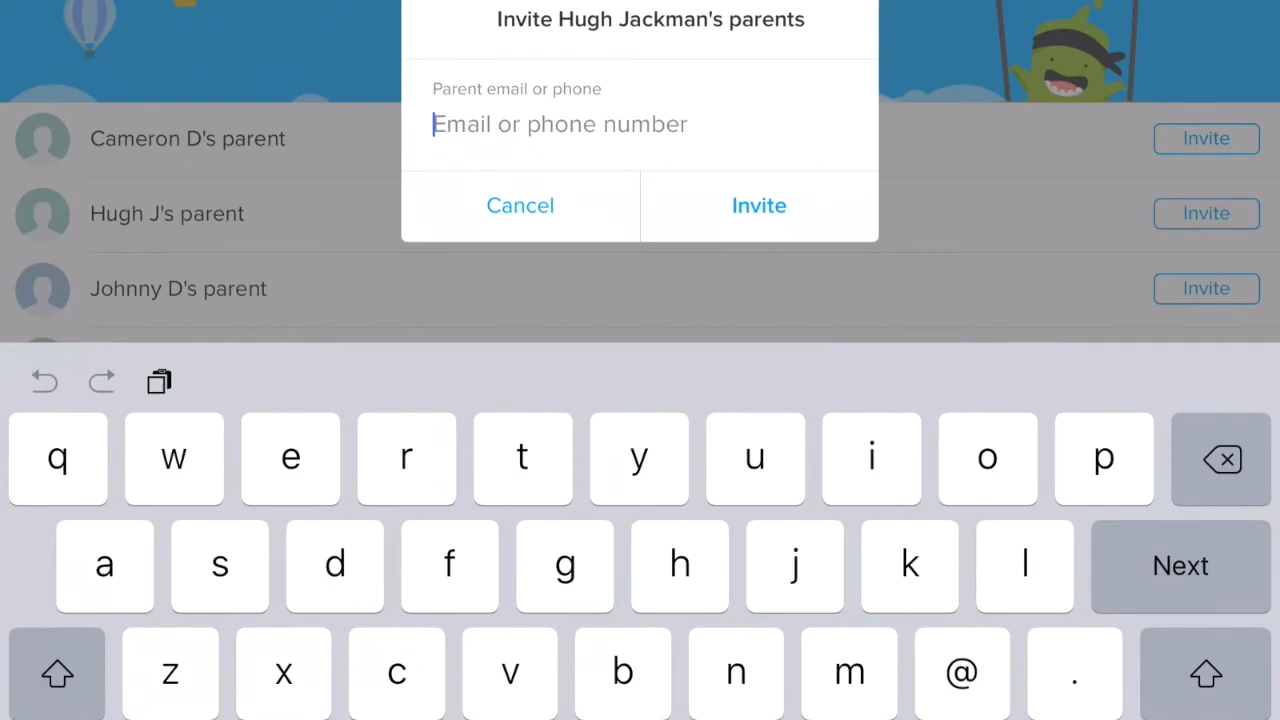 Invite Hugh Jackman's parents
Parent email or phone
Email or phone number
Cancel Invite
Cameron D's parent Invite
Hugh J's parent Invite
Johnny D's parent Invite
q w e r t y u i o p
a s d f g h j k l Next
z x c v b n m @ .